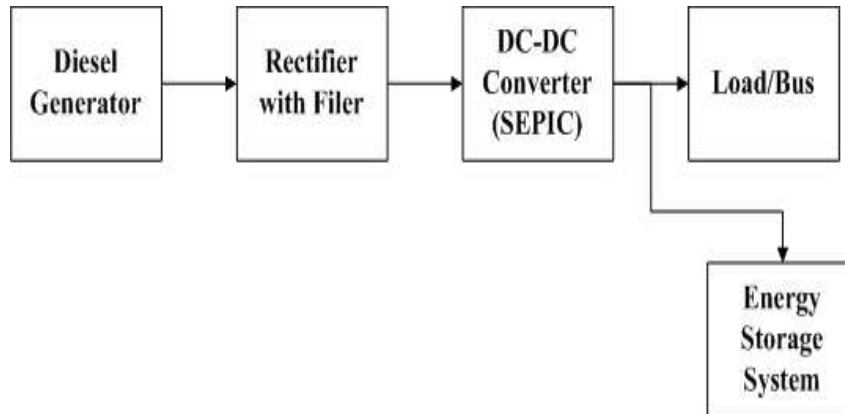 Diesel
Generator
Rectifier
with Filer
DC-DC
Converter
(SEPIC)
Load/Bus
Energy
Storage
System